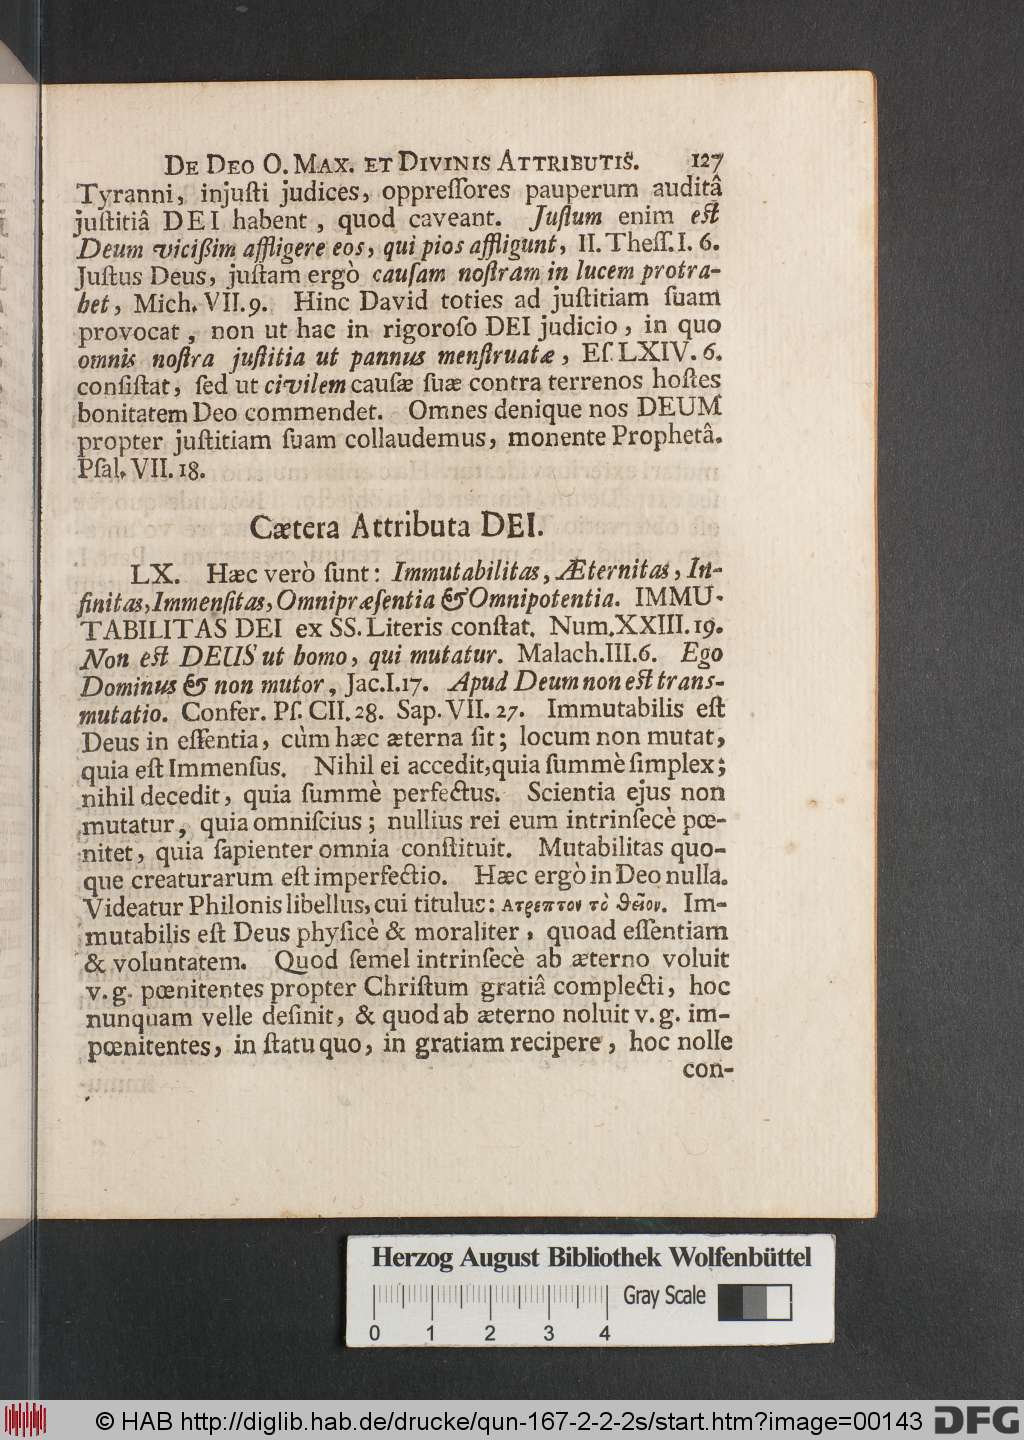 De Deo O. Max. et Divinis Attributis. 127
Tyranni, injuſti judices, oppreſſores pauperum auditâ
juſtitiâ DEI habent, quod caveant. Juſtum enim eſt
Deum viciſſim affligere eos, qui pios affligunt, II. Theſſ. I. 6.
Juſtus Deus, juſtam ergò cauſam noſtram in lucem protra-
het, Mich. VII. 9. Hinc David toties ad juſtitiam ſuam
provocat, non ut hac in rigoroſo DEI judicio, in quo
omnis noſtra juſtitia ut pannus menſtruatæ, Eſ. LXIV. 6.
conſiſtat, ſed ut civilem cauſæ ſuæ contra terrenos hoſtes
bonitatem Deo commendet. Omnes denique nos DEUM
propter juſtitiam ſuam collaudemus, monente Prophetâ.
Pſal. VII. 18.
Cætera Attributa DEI.
LX. Hæc verò ſunt: Immutabilitas, Æternitas, In-
finitas, Immenſitas, Omnipræſentia & Omnipotentia. IMMU-
TABILITAS DEI ex SS. Literis conſtat. Num. XXIII. 19.
Non eſt DEUS ut homo, qui mutatur. Malach. III. 6. Ego
Dominus & non mutor, Jac. I. 17. Apud Deum non eſt trans-
mutatio. Confer. Pſ. CII. 28. Sap. VII. 27. Immutabilis eſt
Deus in eſſentia, cùm hæc æterna ſit; locum non mutat,
quia eſt Immenſus. Nihil ei accedit, quia ſummè ſimplex;
nihil decedit, quia ſummè perfectus. Scientia ejus non
mutatur, quia omniſcius; nullius rei eum intrinſecè pœ-
nitet, quia ſapienter omnia conſtituit. Mutabilitas quo-
que creaturarum eſt imperfectio. Hæc ergò in Deo nulla.
Videatur Philonis libellus, cui titulus: ατρεπτον τὸ θεῖον. Im-
mutabilis eſt Deus phyſicè & moraliter, quoad eſſentiam
& voluntatem. Quod ſemel intrinſecè ab æterno voluit
v. g. pœnitentes propter Chriſtum gratiâ complecti, hoc
nunquam velle deſinit, & quod ab æterno noluit v. g. im-
pœnitentes, in ſtatu quo, in gratiam recipere, hoc nolle
con-
Herzog August Bibliothek Wolfenbüttel
Gray Scale
0 1 2 3 4
© HAB http://diglib.hab.de/drucke/qun-167-2-2-2s/start.htm?image=00143
DFG